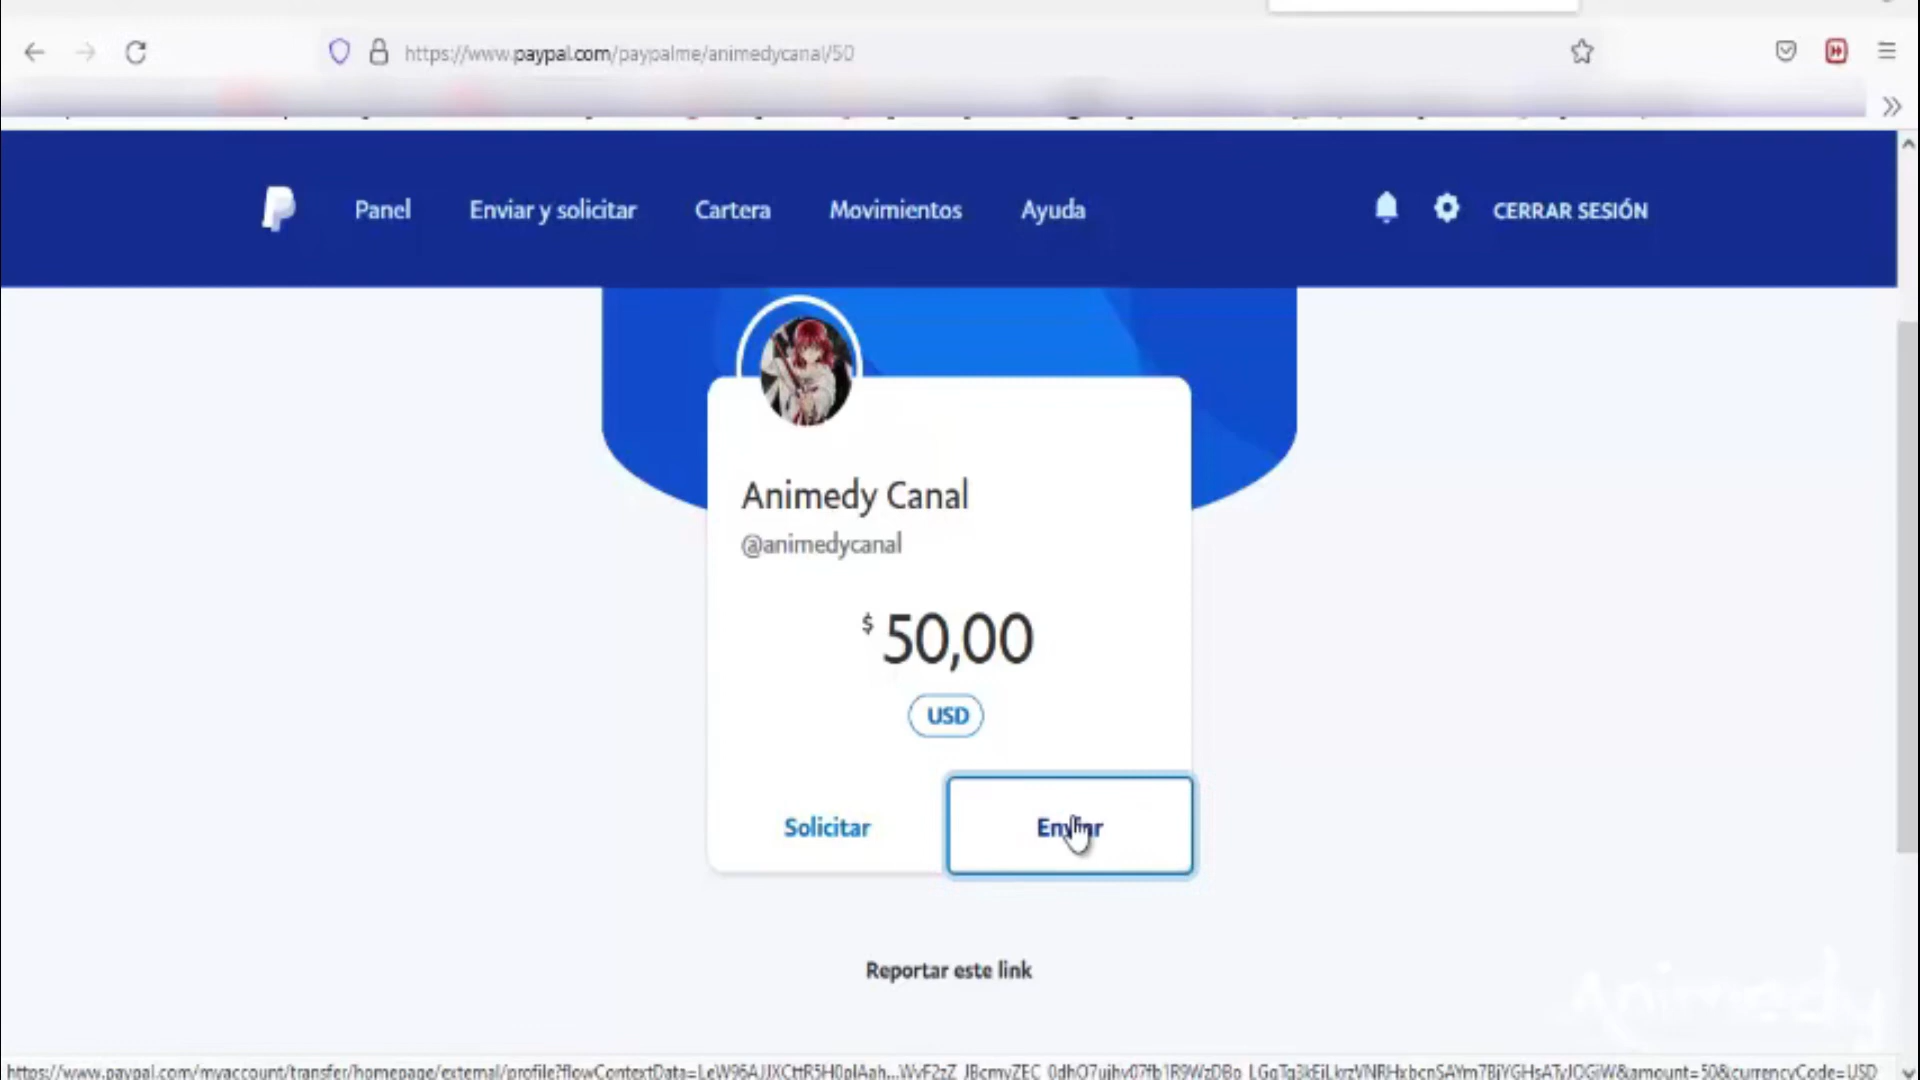 https://www.paypal.com/paypalme/animedycanal/50
Panel
Enviar y solicitar
Cartera
Movimientos
Ayuda
CERRAR SESIÓN
Animedy Canal
@animedycanal
$ 50,00
USD
Solicitar
Enviar
Reportar este link
Animedy